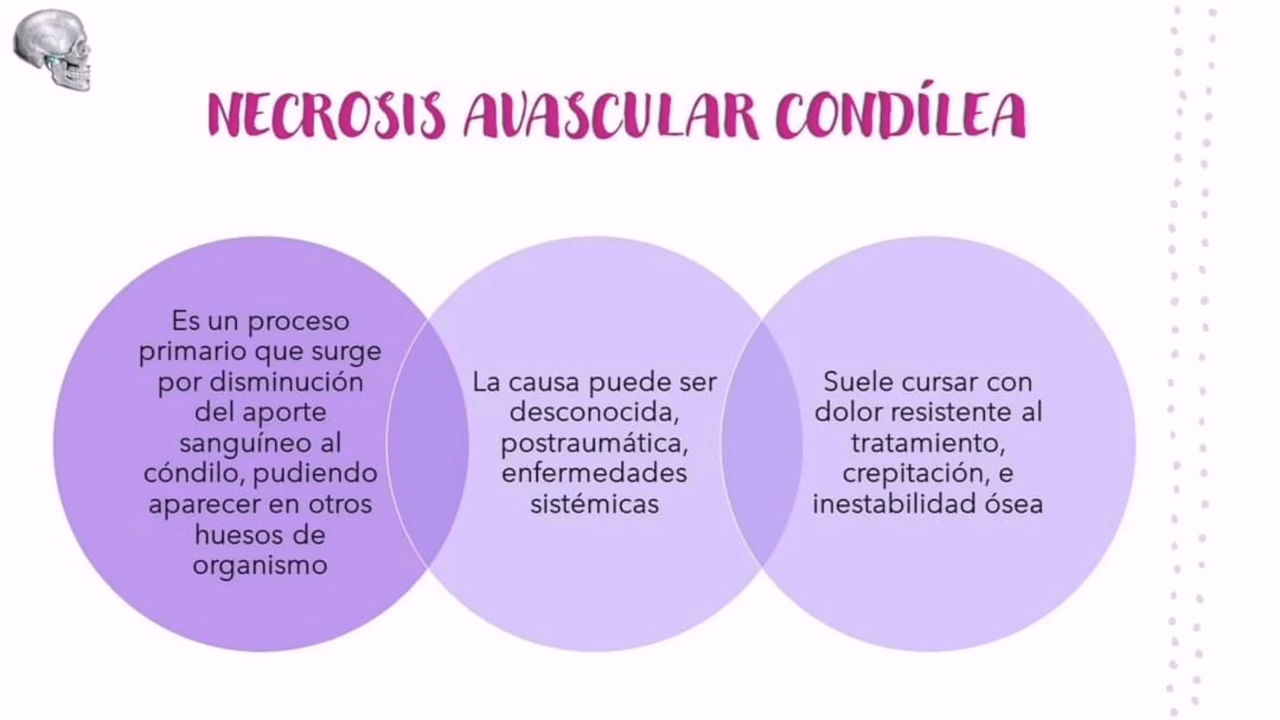 NECROSIS AVASCULAR CONDÍLEA
Es un proceso
primario que surge
por disminución
del aporte
sanguíneo al
cóndilo, pudiendo
aparecer en otros
huesos de
organismo
La causa puede ser
desconocida,
postraumática,
enfermedades
sistémicas
Suele cursar con
dolor resistente al
tratamiento,
crepitación, e
inestabilidad ósea